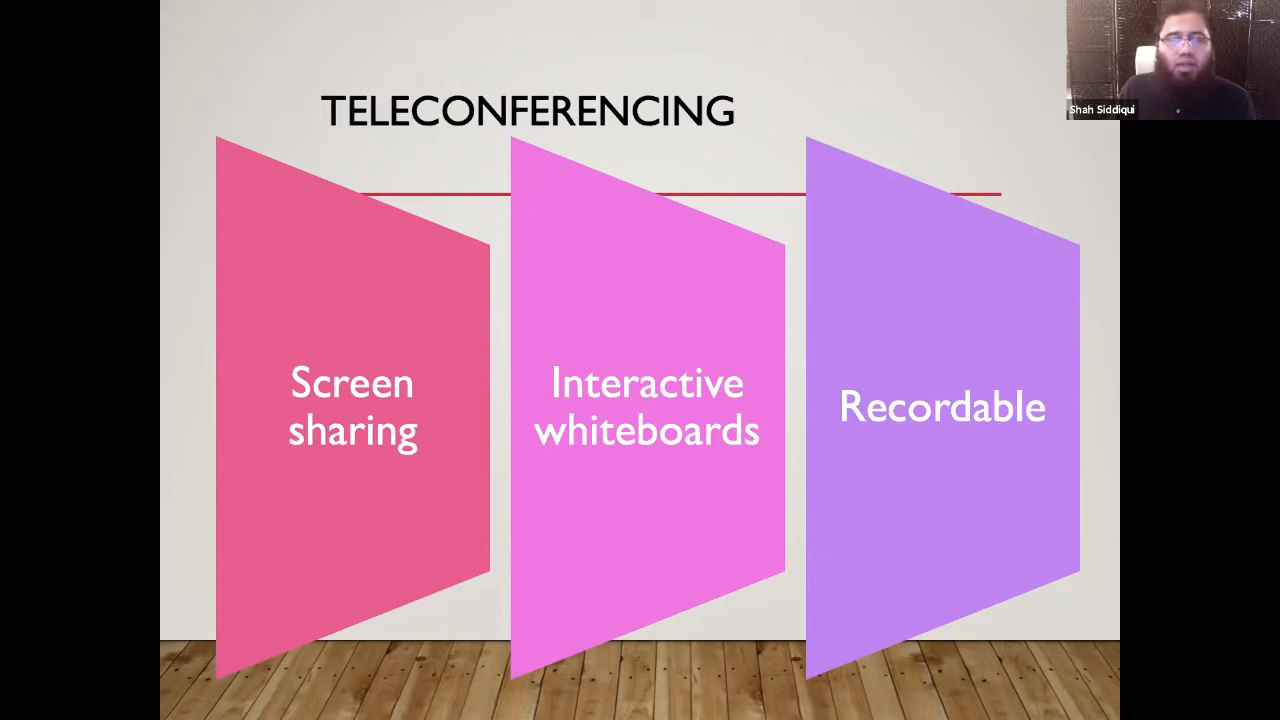 TELECONFERENCING
Shah Siddiqui
Screen
sharing
Interactive
whiteboards
Recordable